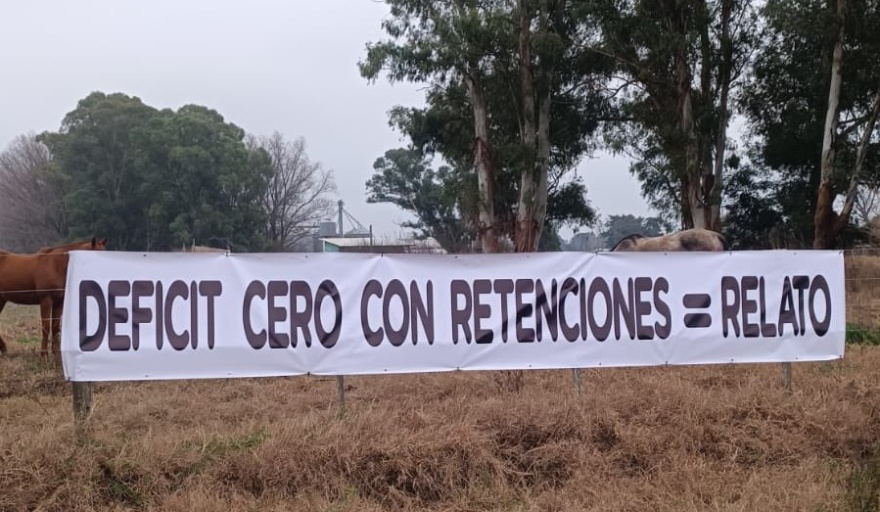 DEFICIT CERO CON RETENCIONES = RELATO